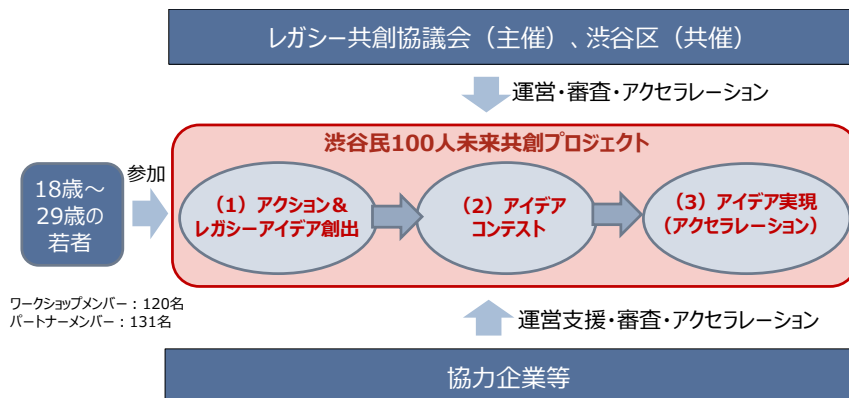 レガシー共創協議会（主催）、渋谷区（共催）
運営・審査・アクセラレーション
渋谷民100人未来共創プロジェクト
18歳～
29歳の
若者
参加
（1）アクション＆
レガシーアイデア創出
（2）アイデア
コンテスト
（3）アイデア実現
（アクセラレーション）
ワークショップメンバー：120名
パートナーメンバー：131名
運営支援・審査・アクセラレーション
協力企業等